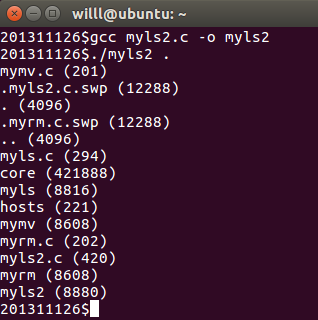 willl@ubuntu: ~
201311126$gcc myls2.c -o myls2
201311126$./myls2 .
mymv.c (201)
.myls2.c.swp (12288)
. (4096)
.myrm.c.swp (12288)
.. (4096)
myls.c (294)
core (421888)
myls (8816)
hosts (221)
mymv (8608)
myrm.c (202)
myls2.c (420)
myrm (8608)
myls2 (8880)
201311126$